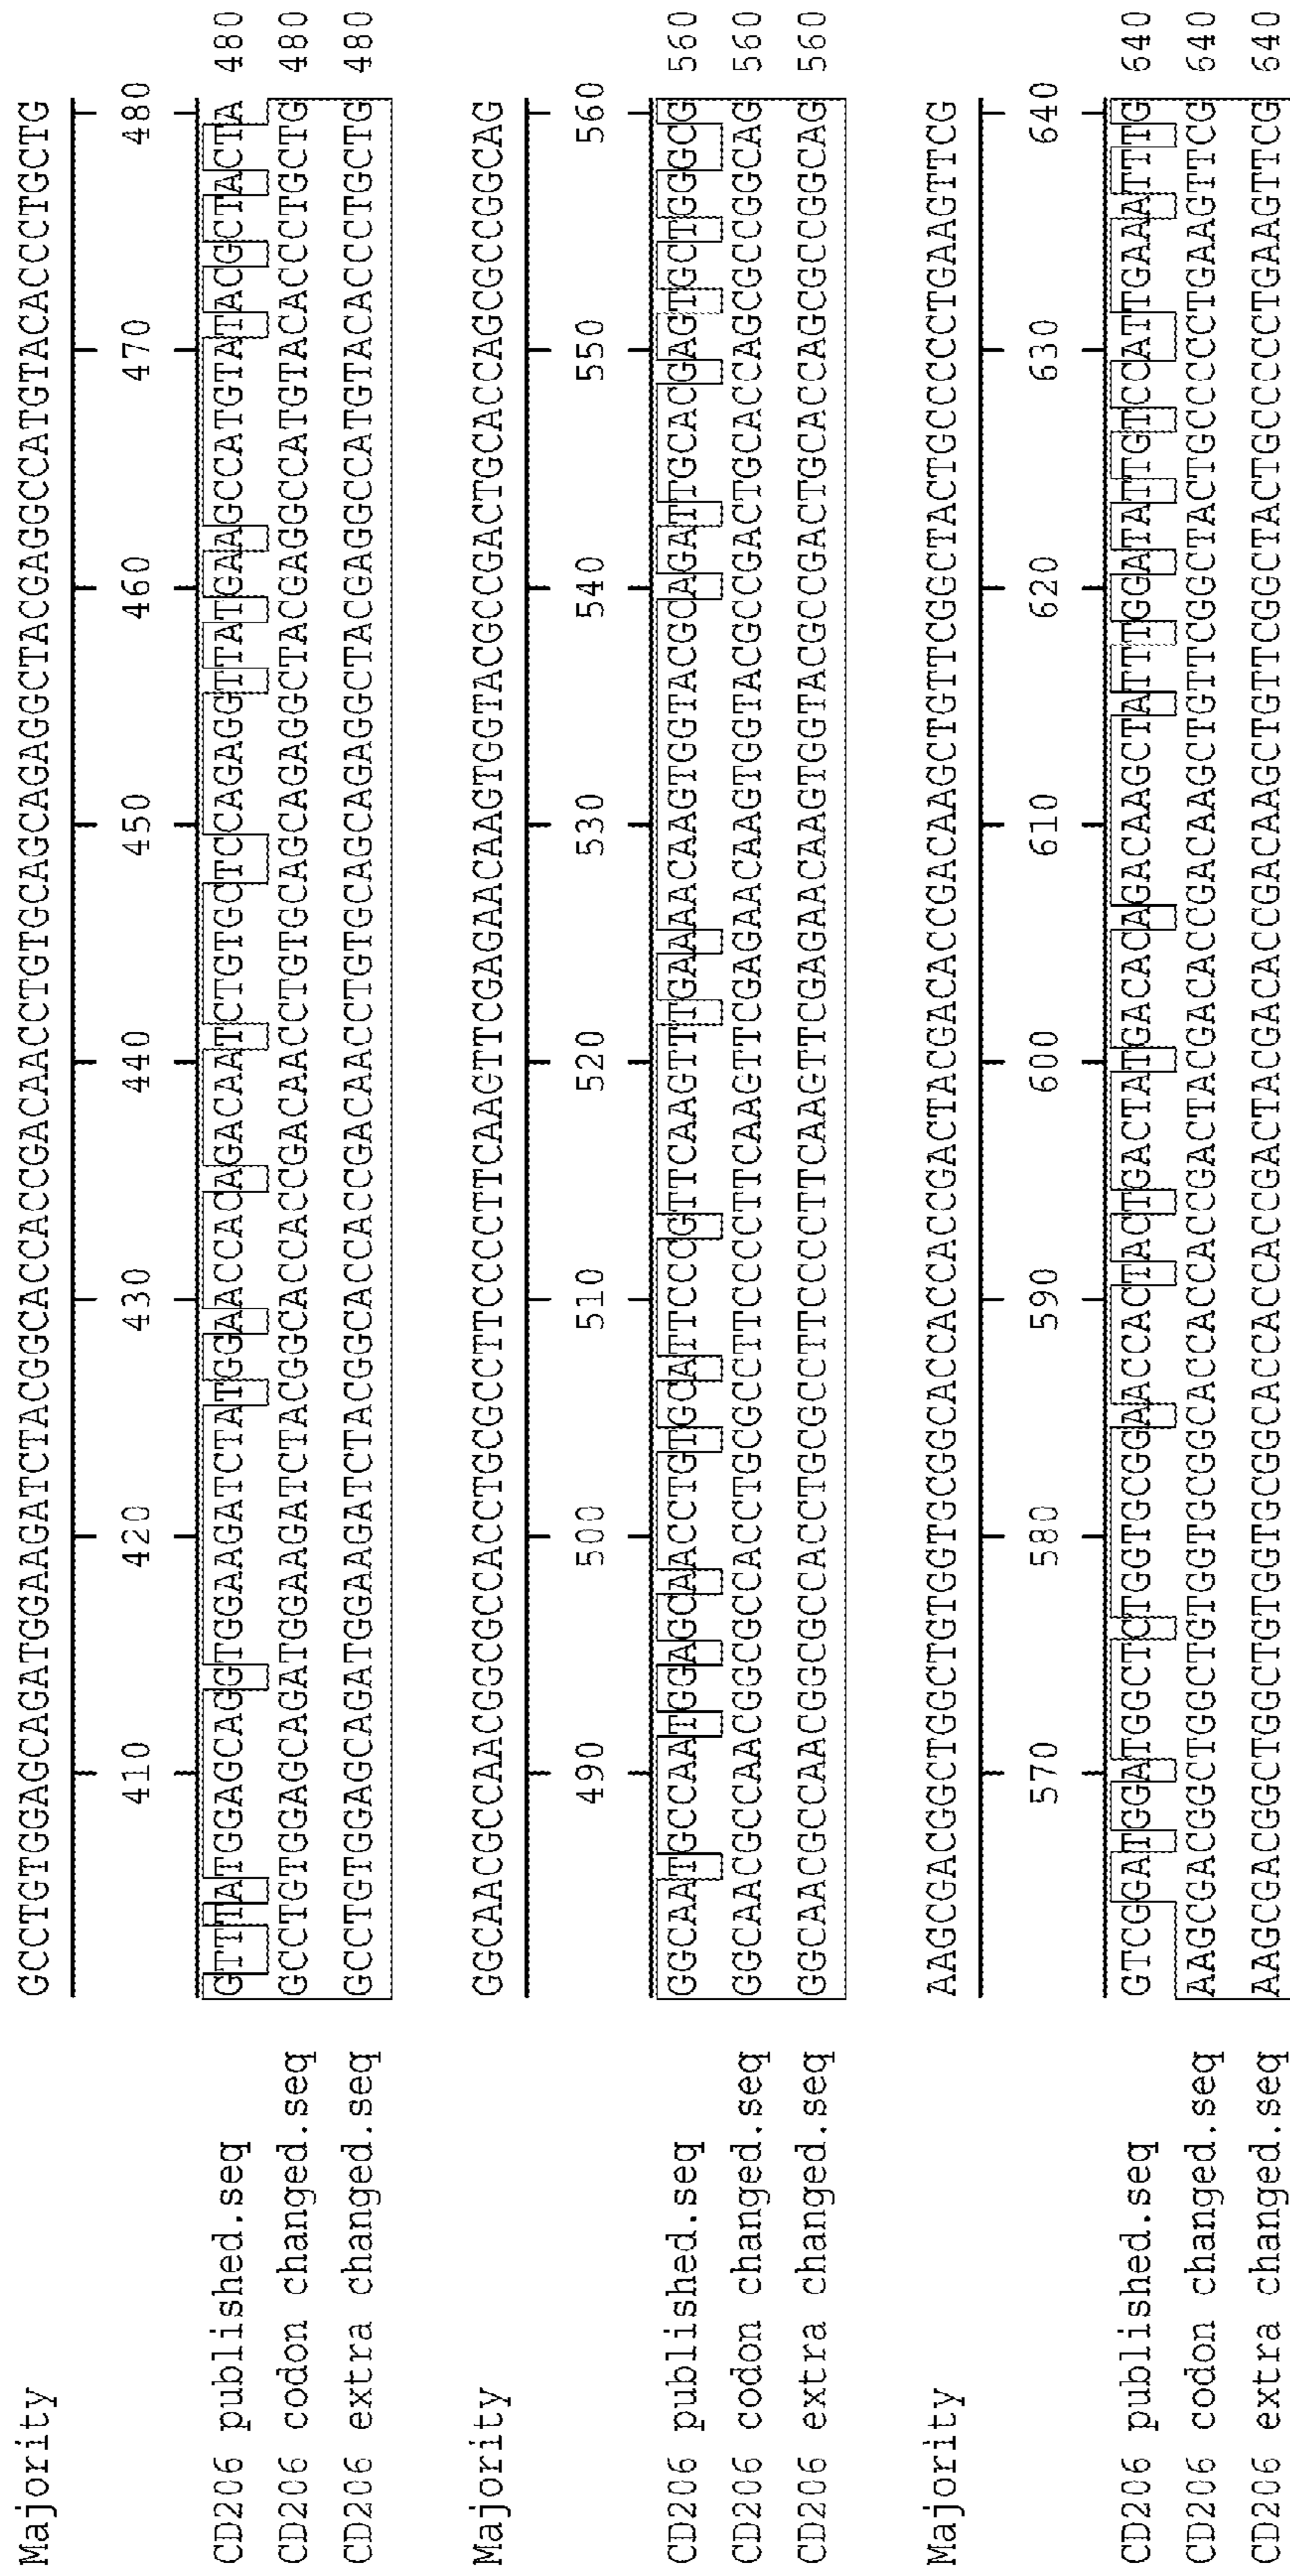 Majority GCCTGTGGAGCAGATGGAAGATCTACGGCACCACCGACAACCTGTGCAGCAGAGGCTACGAGGCCATGTACACCCTGCTG
410 420 430 440 450 460 470 480
CD206 published.seq GTTTATGGAGCAGGTGGAAGATCTATGGAACCACAGACAATCTGTGCTCCAGAGGTTATGAAGCCATGTATACGCTACTA 480
CD206 codon changed.seq GCCTGTGGAGCAGATGGAAGATCTACGGCACCACCGACAACCTGTGCAGCAGAGGCTACGAGGCCATGTACACCCTGCTG 480
CD206 extra changed.seq GCCTGTGGAGCAGATGGAAGATCTACGGCACCACCGACAACCTGTGCAGCAGAGGCTACGAGGCCATGTACACCCTGCTG 480
Majority GGCAACGCCAACGGCGCCACCTGCGCCTTCCCCTTCAAGTTCGAGAACAAGTGGTACGCCGACTGCACCAGCGCCGGCAG
490 500 510 520 530 540 550 560
CD206 published.seq GGCAATGCCAATGGAGCAACCTGTGCATTCCCGTTCAAGTTTGAAAACAAGTGGTACGCAGATTGCACGAGTGCTGGGCG 560
CD206 codon changed.seq GGCAACGCCAACGGCGCCACCTGCGCCTTCCCCTTCAAGTTCGAGAACAAGTGGTACGCCGACTGCACCAGCGCCGGCAG 560
CD206 extra changed.seq GGCAACGCCAACGGCGCCACCTGCGCCTTCCCCTTCAAGTTCGAGAACAAGTGGTACGCCGACTGCACCAGCGCCGGCAG 560
Majority AAGCGACGGCTGGCTGTGGTGCGGCACCACCACCGACTACGACACCGACAAGCTGTTCGGCTACTGCCCCCTGAAGTTCG
570 580 590 600 610 620 630 640
CD206 published.seq GTCGGATGGATGGCTCTGGTGCGGAACCACTACTGACTATGACACAGACAAGCTATTTGGATATTGTCCATTGAAATTTG 640
CD206 codon changed.seq AAGCGACGGCTGGCTGTGGTGCGGCACCACCACCGACTACGACACCGACAAGCTGTTCGGCTACTGCCCCCTGAAGTTCG 640
CD206 extra changed.seq AAGCGACGGCTGGCTGTGGTGCGGCACCACCACCGACTACGACACCGACAAGCTGTTCGGCTACTGCCCCCTGAAGTTCG 640